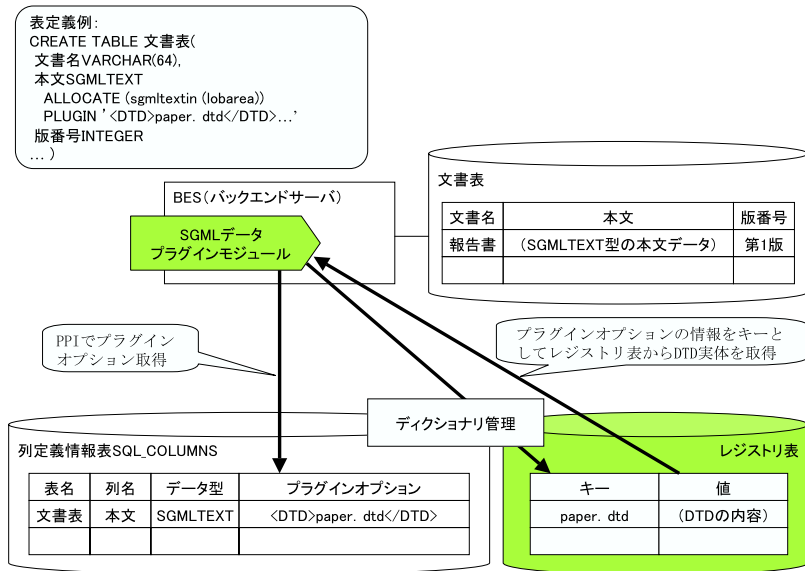 表定義例：
CREATE TABLE 文書表(
文書名VARCHAR(64),
本文SGMLTEXT
ALLOCATE (sgmltextin (lobarea))
PLUGIN '<DTD>paper. dtd</DTD>…'
版番号INTEGER
… )
BES（バックエンドサーバ）
SGMLデータ
プラグインモジュール
文書表
文書名 本文 版番号
報告書 （SGMLTEXT型の本文データ） 第1版
PPIでプラグイン
オプション取得
プラグインオプションの情報をキーと
してレジストリ表からDTD実体を取得
ディクショナリ管理
列定義情報表SQL_COLUMNS
表名 列名 データ型 プラグインオプション
文書表 本文 SGMLTEXT <DTD>paper. dtd</DTD>
レジストリ表
キー 値
paper. dtd （DTDの内容）